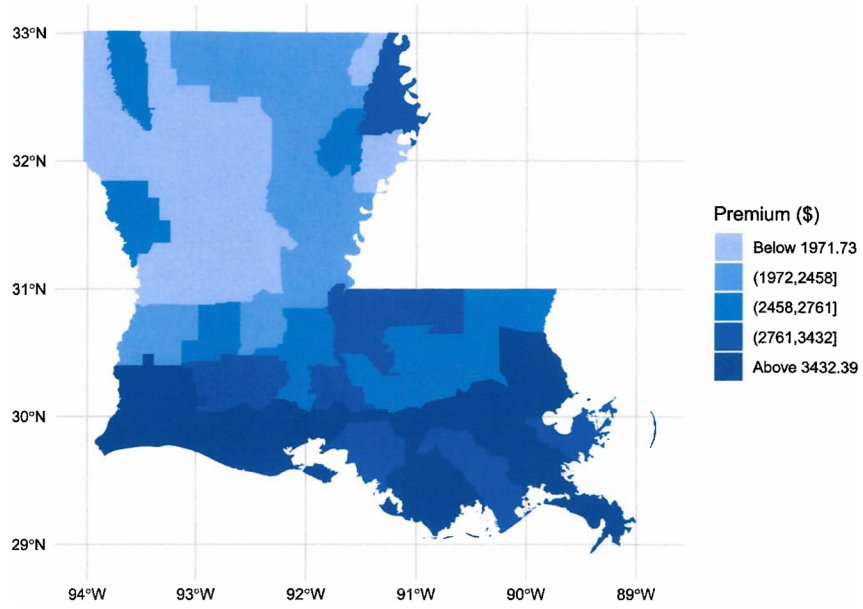 33°N
32°N
31°N
30°N
29°N
94°W 93°W 92°W 91°W 90°W 89°W
Premium ($)
Below 1971.73
(1972,2458]
(2458,2761]
(2761,3432]
Above 3432.39